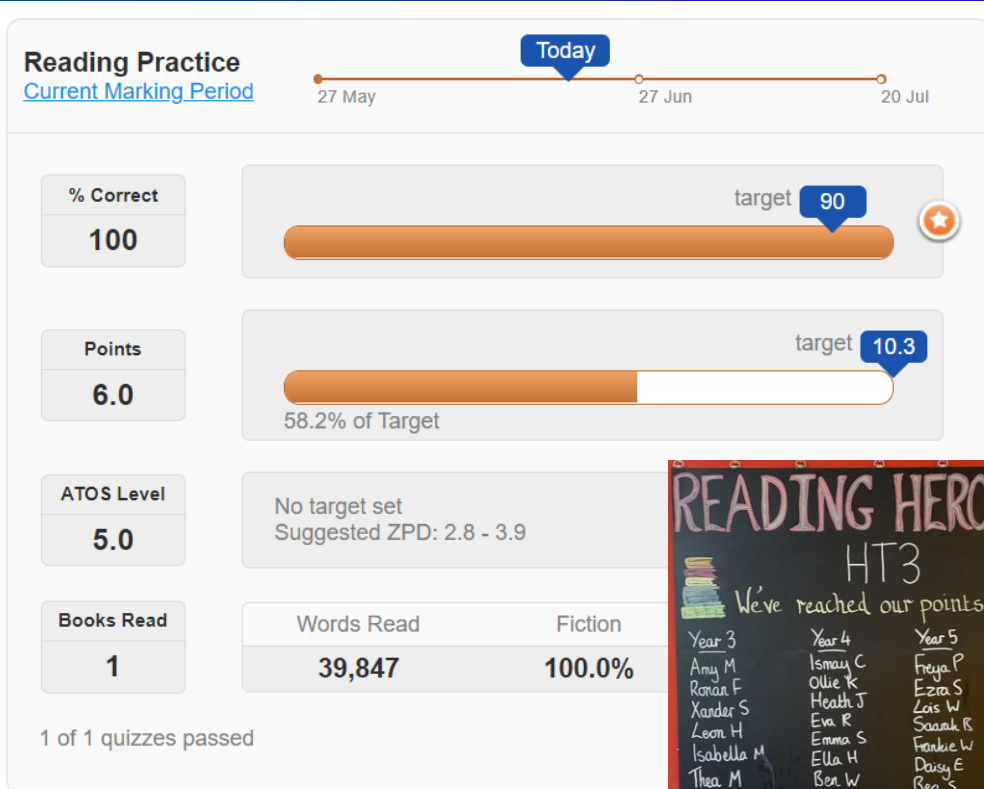 Reading Practice
Current Marking Period
Today
27 May
27 Jun
20 Jul
% Correct
100
target 90
Points
6.0
target 10.3
58.2% of Target
ATOS Level
5.0
No target set
Suggested ZPD: 2.8 - 3.9
Books Read
1
Words Read
Fiction
39,847
100.0%
1 of 1 quizzes passed
READING HERO
HT3
We've reached our points
Year 3
Amy M
Ronan F
Xander S
Leon H
Isabella M
Thea M
Year 4
Ismay C
Ollie K
Heath J
Eva R
Emma S
Ella H
Ben W
Year 5
Freya P
Ezra S
Lois W
Saarah B
Frankie W
Daisy E
Bea S